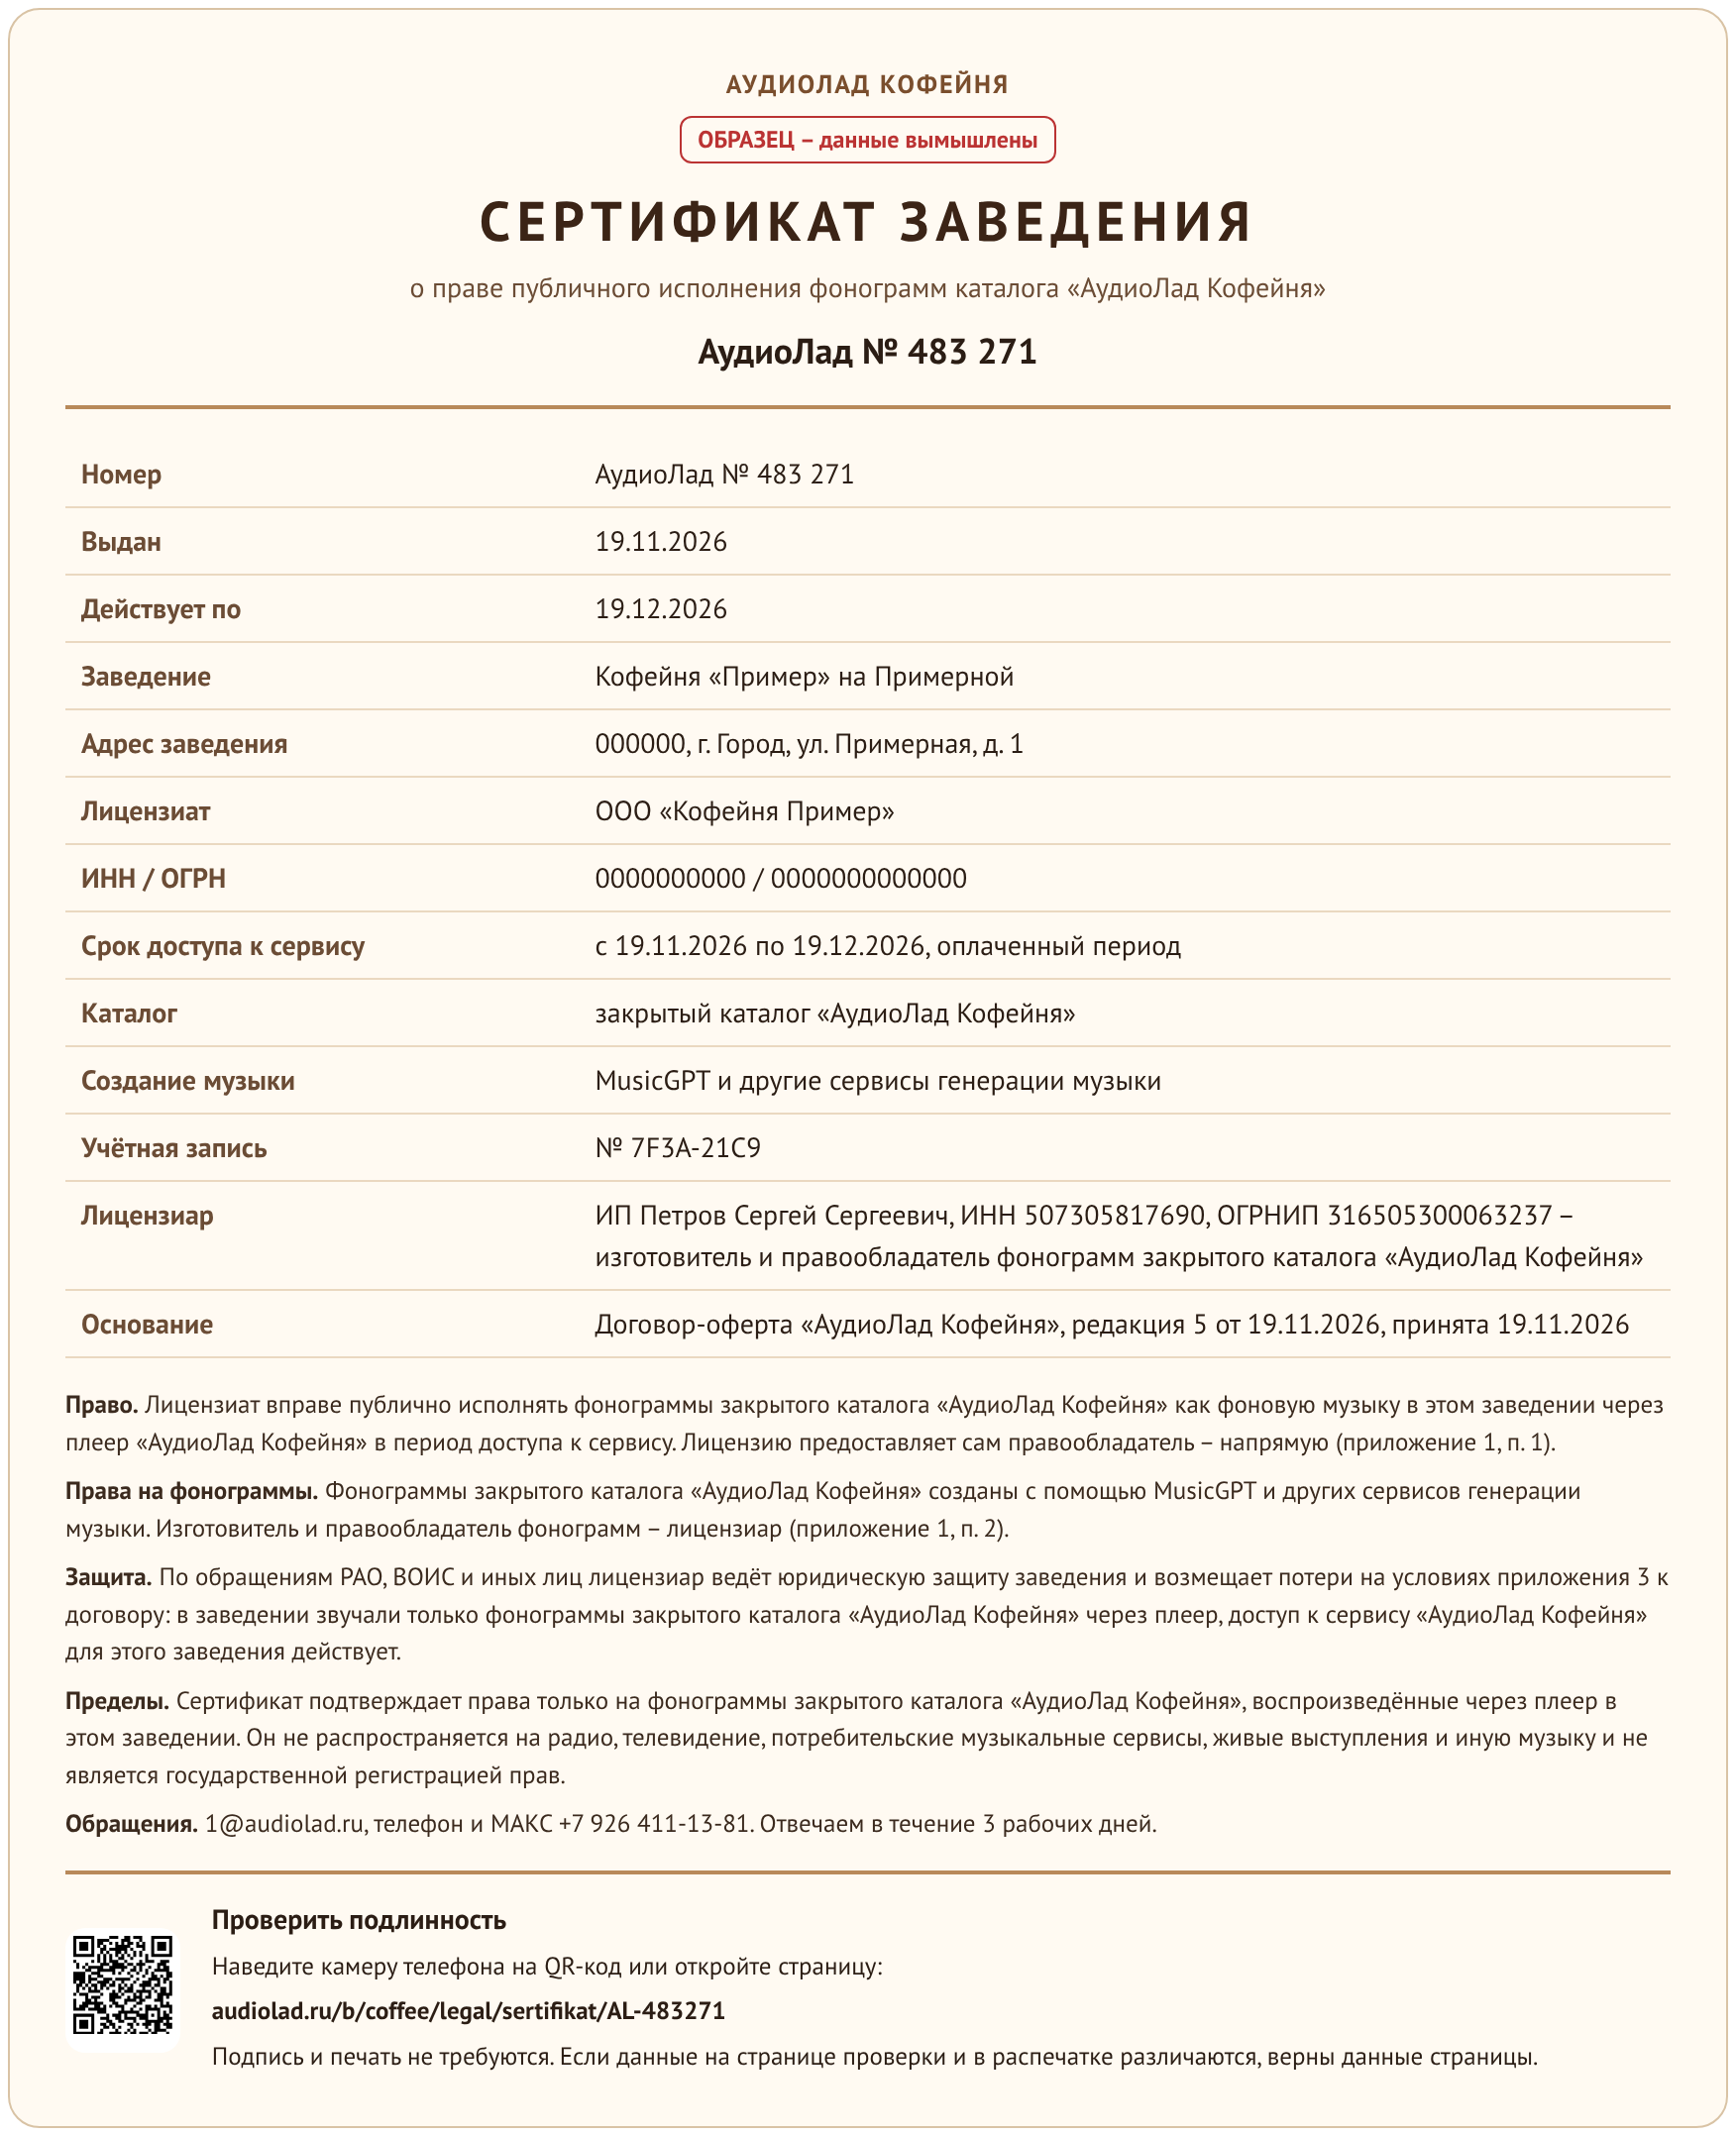 АУДИОЛАД КОФЕЙНЯ
ОБРАЗЕЦ – данные вымышлены
СЕРТИФИКАТ ЗАВЕДЕНИЯ
о праве публичного исполнения фонограмм каталога «АудиоЛад Кофейня»
АудиоЛад № 483 271
Номер АудиоЛад № 483 271
Выдан 19.11.2026
Действует по 19.12.2026
Заведение Кофейня «Пример» на Примерной
Адрес заведения 000000, г. Город, ул. Примерная, д. 1
Лицензиат ООО «Кофейня Пример»
ИНН / ОГРН 0000000000 / 0000000000000
Срок доступа к сервису с 19.11.2026 по 19.12.2026, оплаченный период
Каталог закрытый каталог «АудиоЛад Кофейня»
Создание музыки MusicGPT и другие сервисы генерации музыки
Учётная запись № 7F3A-21C9
Лицензиар ИП Петров Сергей Сергеевич, ИНН 507305817690, ОГРНИП 316505300063237 –
изготовитель и правообладатель фонограмм закрытого каталога «АудиоЛад Кофейня»
Основание Договор-оферта «АудиоЛад Кофейня», редакция 5 от 19.11.2026, принята 19.11.2026
Право. Лицензиат вправе публично исполнять фонограммы закрытого каталога «АудиоЛад Кофейня» как фоновую музыку в этом заведении через
плеер «АудиоЛад Кофейня» в период доступа к сервису. Лицензию предоставляет сам правообладатель – напрямую (приложение 1, п. 1).
Права на фонограммы. Фонограммы закрытого каталога «АудиоЛад Кофейня» созданы с помощью MusicGPT и других сервисов генерации
музыки. Изготовитель и правообладатель фонограмм – лицензиар (приложение 1, п. 2).
Защита. По обращениям РАО, ВОИС и иных лиц лицензиар ведёт юридическую защиту заведения и возмещает потери на условиях приложения 3 к
договору: в заведении звучали только фонограммы закрытого каталога «АудиоЛад Кофейня» через плеер, доступ к сервису «АудиоЛад Кофейня»
для этого заведения действует.
Пределы. Сертификат подтверждает права только на фонограммы закрытого каталога «АудиоЛад Кофейня», воспроизведённые через плеер в
этом заведении. Он не распространяется на радио, телевидение, потребительские музыкальные сервисы, живые выступления и иную музыку и не
является государственной регистрацией прав.
Обращения. 1@audiolad.ru, телефон и МАКС +7 926 411-13-81. Отвечаем в течение 3 рабочих дней.
Проверить подлинность
Наведите камеру телефона на QR-код или откройте страницу:
audiolad.ru/b/coffee/legal/sertifikat/AL-483271
Подпись и печать не требуются. Если данные на странице проверки и в распечатке различаются, верны данные страницы.